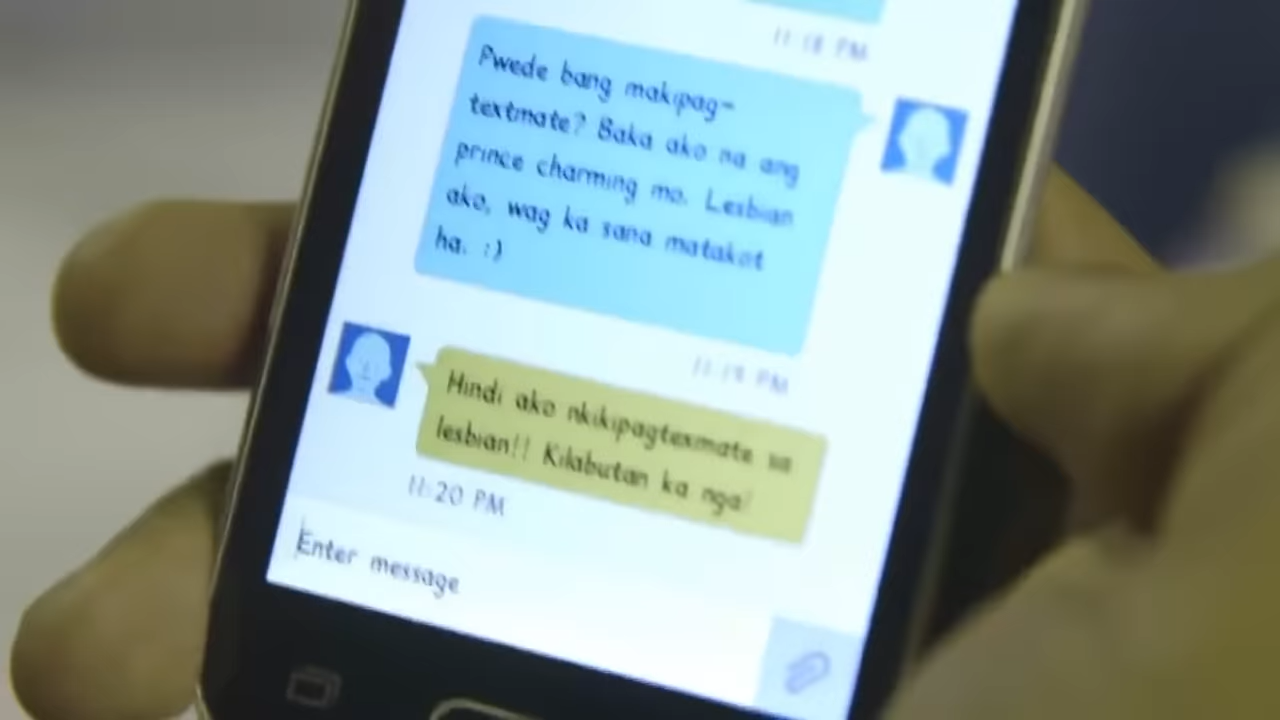 11:18 PM
Pwede bang makipag-
textmate? Baka ako na ang
prince charming mo. Lesbian
ako, wag ka sana matakot
ha. :)
11:19 PM
Hindi ako nkikipagtexmate sa
lesbian!! Kilabutan ka nga!
11:20 PM
Enter message